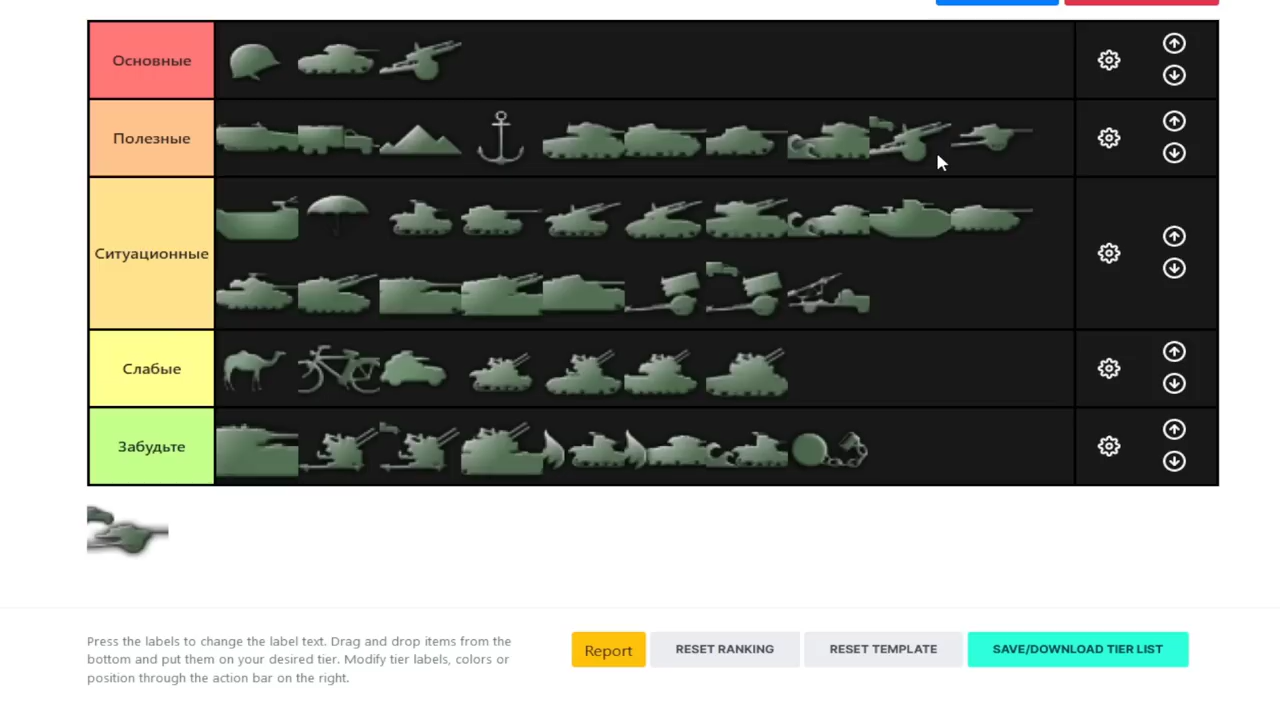 Основные
Полезные
Ситуационные
Слабые
Забудьте
Press the labels to change the label text. Drag and drop items from the
bottom and put them on your desired tier. Modify tier labels, colors or
position through the action bar on the right.
Report
RESET RANKING
RESET TEMPLATE
SAVE/DOWNLOAD TIER LIST